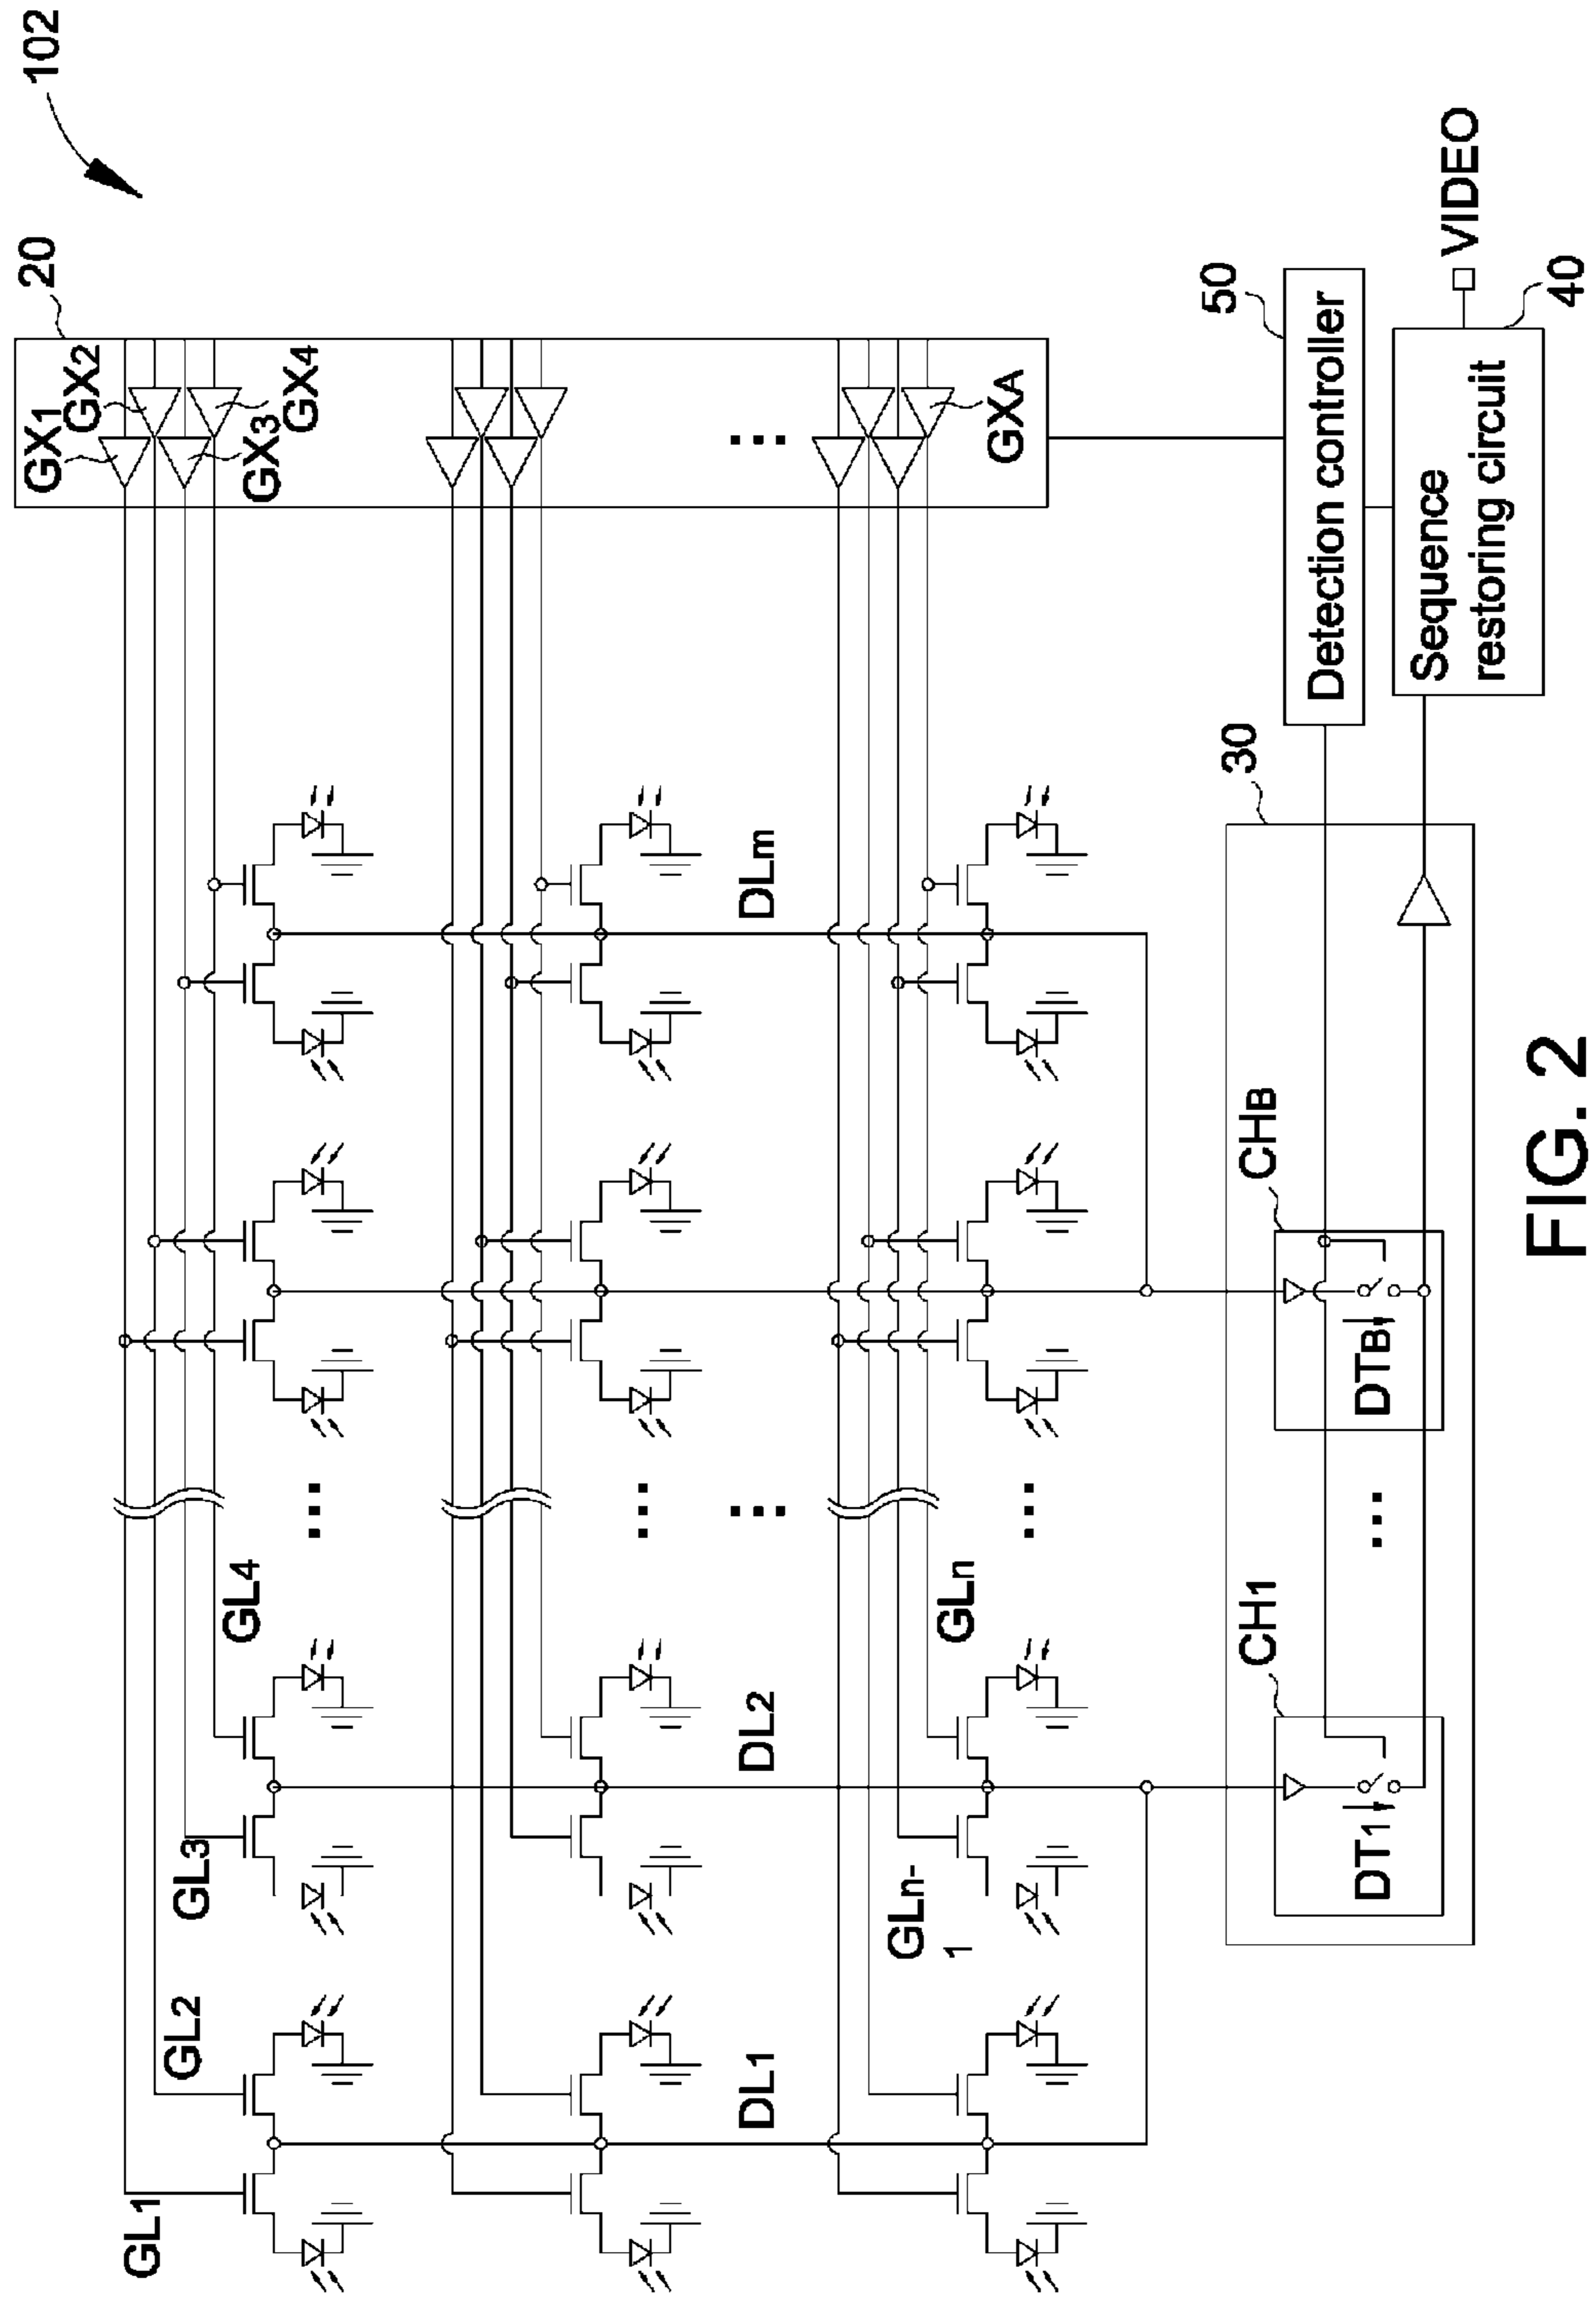 102
20
GX1
GX2
GX3
GX4
GXA
...
GL1
GL2
GL3
GL4
...
DL1
DL2
...
DLm
...
GLn-
1
GLn
...
30
CH1
DT1
...
CHB
DTB
50
Detection controller
Sequence
restoring circuit
40
VIDEO
FIG. 2